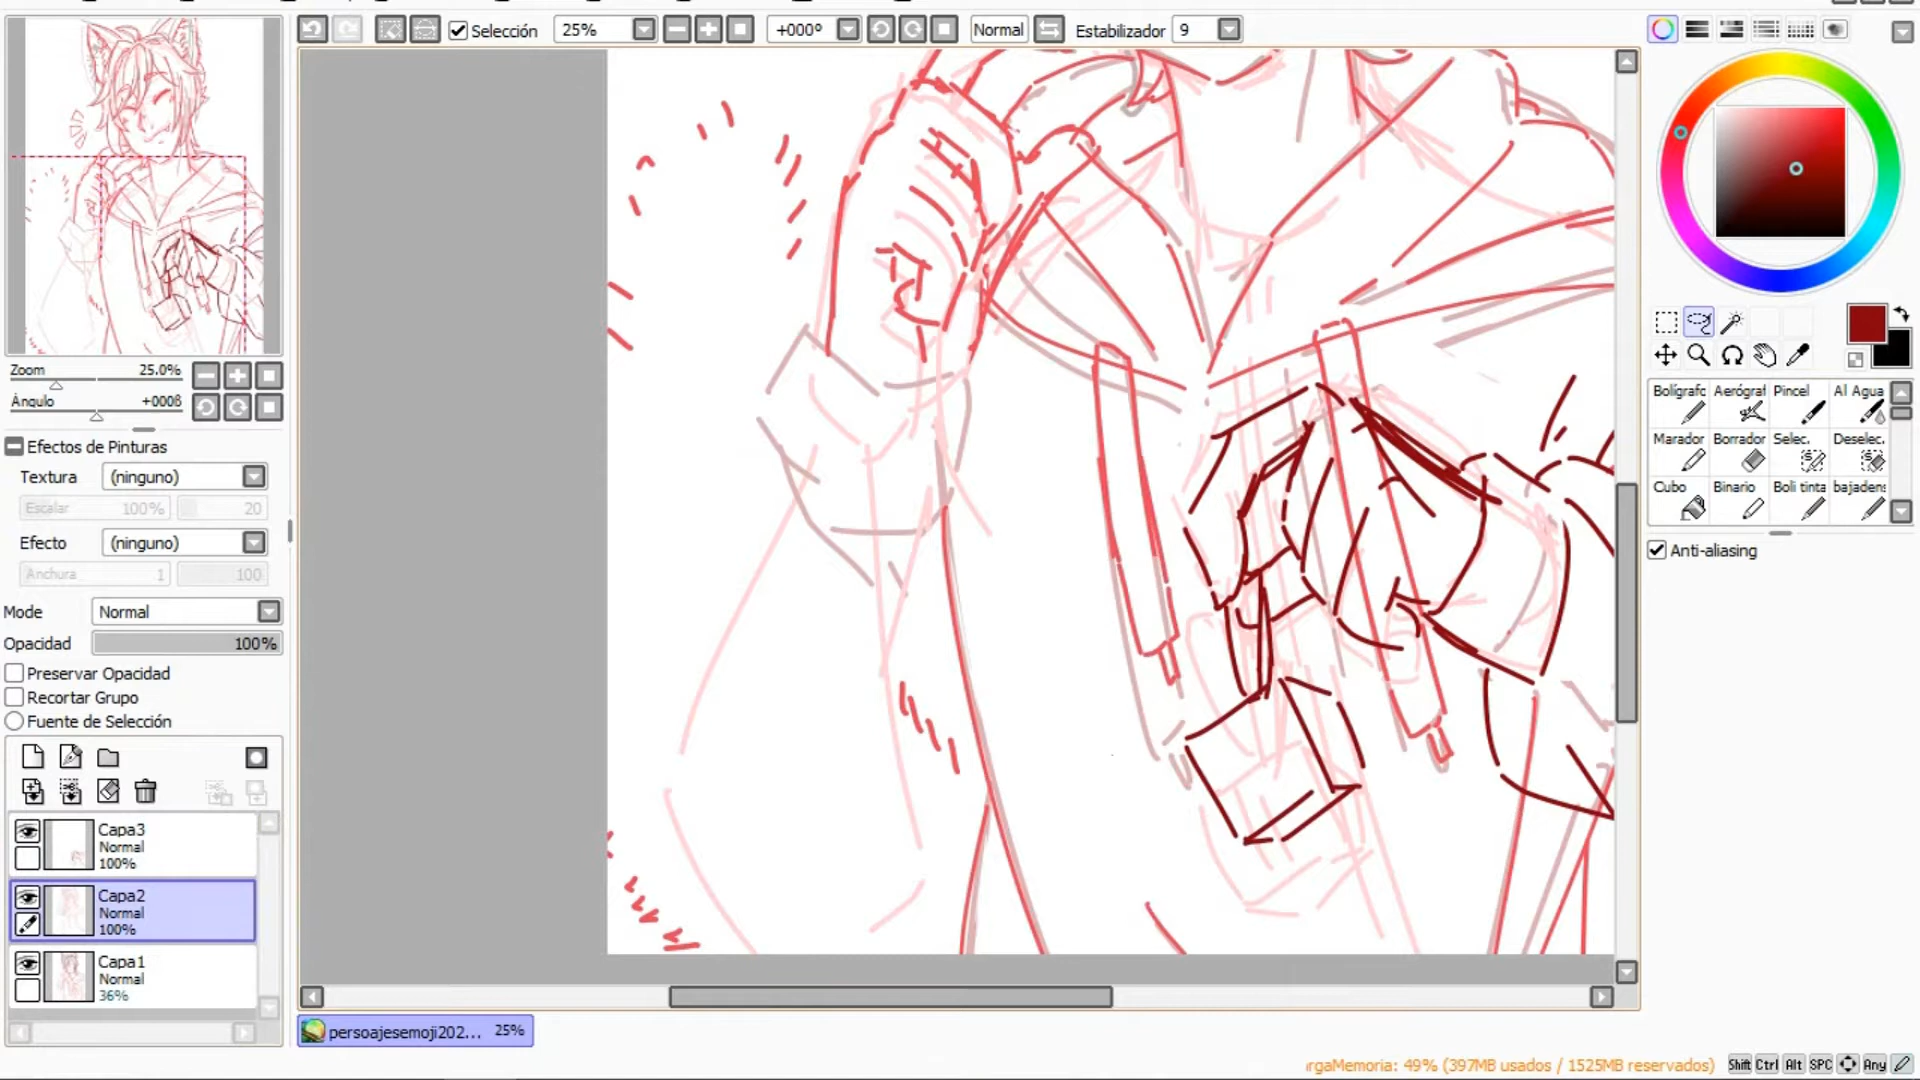 Selección
25%
+000º
Normal
Estabilizador
9
Zoom
25.0%
Ángulo
+000ß
Efectos de Pinturas
Textura
(ninguno)
Escalar
100%
20
Efecto
(ninguno)
Anchura
1
100
Mode
Normal
Opacidad
100%
Preservar Opacidad
Recortar Grupo
Fuente de Selección
Capa3
Normal
100%
Capa2
Normal
100%
Capa1
Normal
36%
Bolígrafo
Aerógraf
Pincel
Al Agua
Marador
Borrador
Selec.
Deselec.
Cubo
Binario
Boli tinta
bajadens
Anti-aliasing
persoajesemoji202...
25%
rgaMemoria: 49% (397MB usados / 1525MB reservados)
Shift Ctrl Alt SPC Any